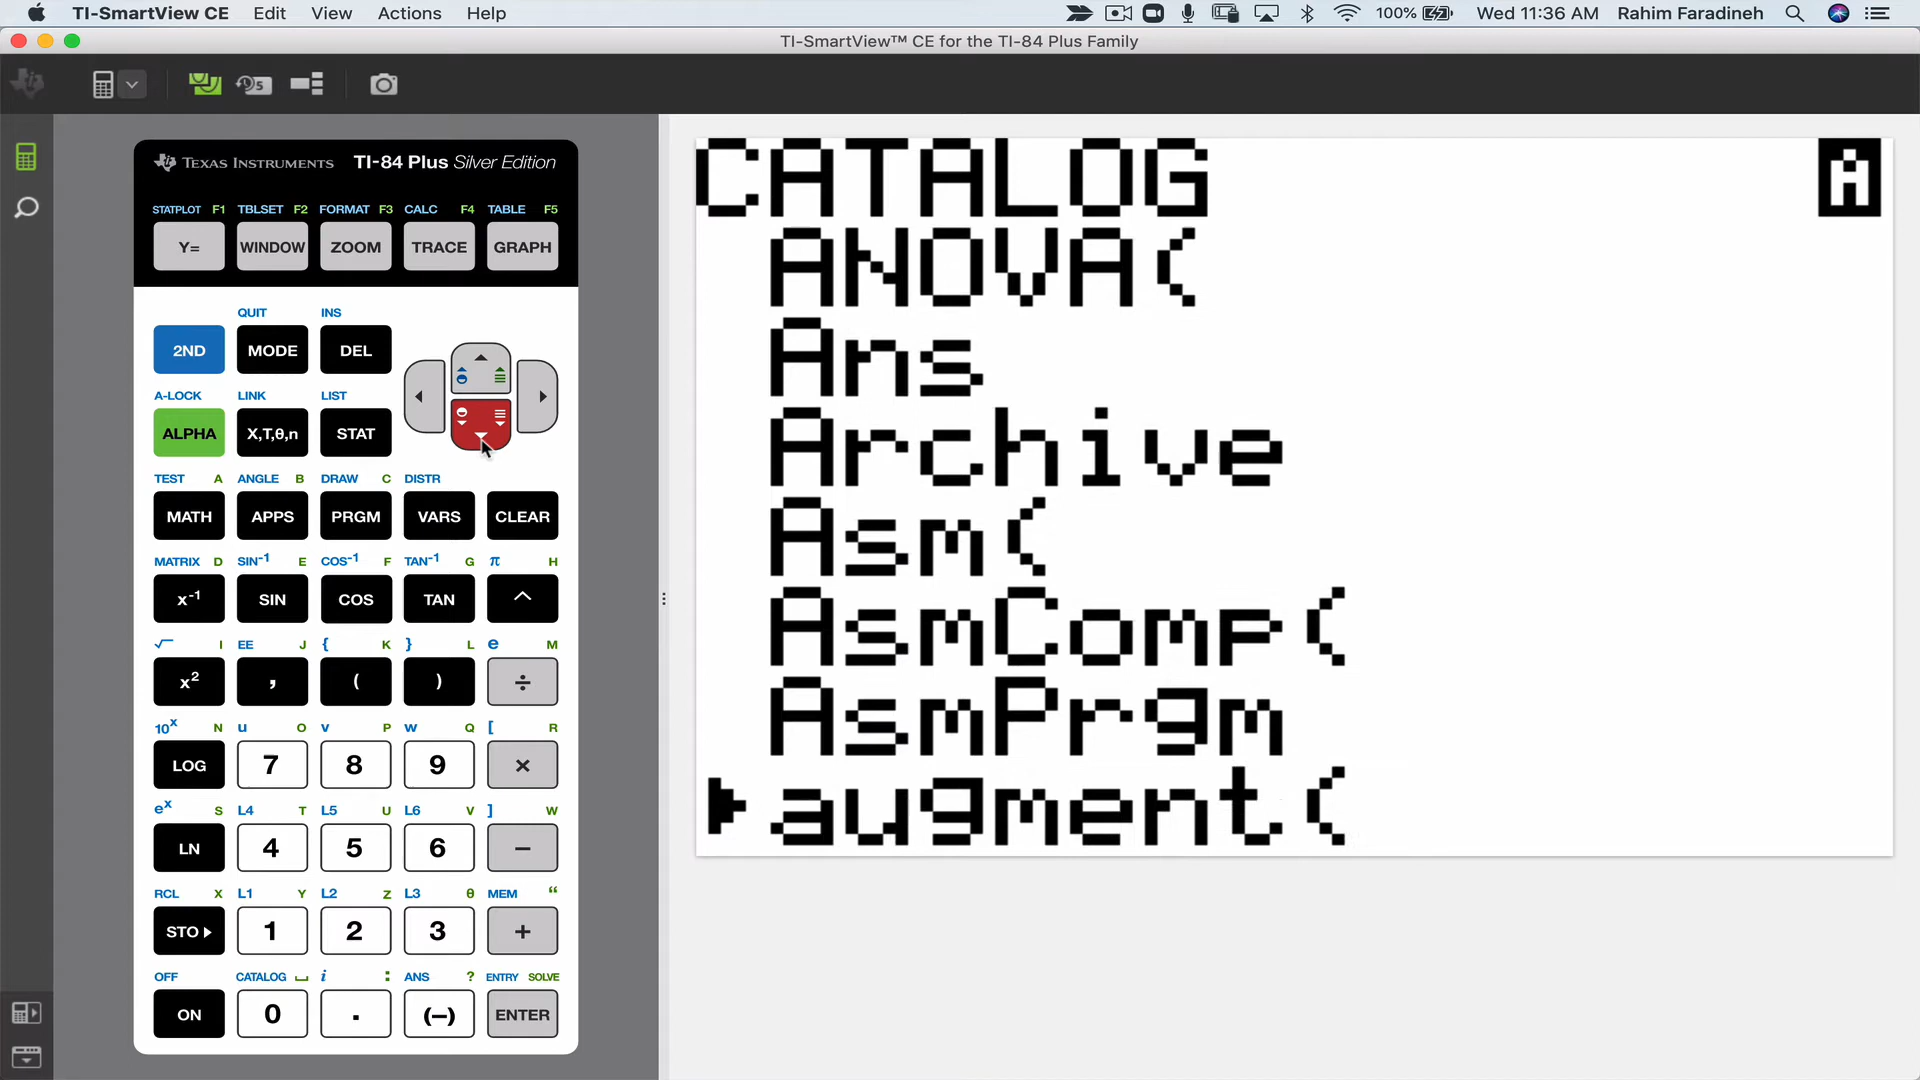 TI-SmartView CE Edit View Actions Help 100% Wed 11:36 AM Rahim Faradineh
TI-SmartView™ CE for the TI-84 Plus Family
TEXAS INSTRUMENTS TI-84 Plus Silver Edition
STATPLOT F1 TBLSET F2 FORMAT F3 CALC F4 TABLE F5
Y= WINDOW ZOOM TRACE GRAPH
QUIT INS
2ND MODE DEL
A-LOCK LINK LIST
ALPHA X,T,θ,n STAT
TEST A ANGLE B DRAW C DISTR
MATH APPS PRGM VARS CLEAR
MATRIX D SIN⁻¹ E COS⁻¹ F TAN⁻¹ G π H
x⁻¹ SIN COS TAN ^
√ I EE J { K } L e M
x² , ( ) ÷
10ˣ N u O v P w Q [ R
LOG 7 8 9 ×
eˣ S L4 T L5 U L6 V ] W
LN 4 5 6 −
RCL X L1 Y L2 Z L3 θ MEM “
STO▶ 1 2 3 +
OFF CATALOG ⎵ i : ANS ? ENTRY SOLVE
ON 0 . (−) ENTER
CATALOG A
ANOVA(
Ans
Archive
Asm(
AsmComp(
AsmPrgm
▶augment(